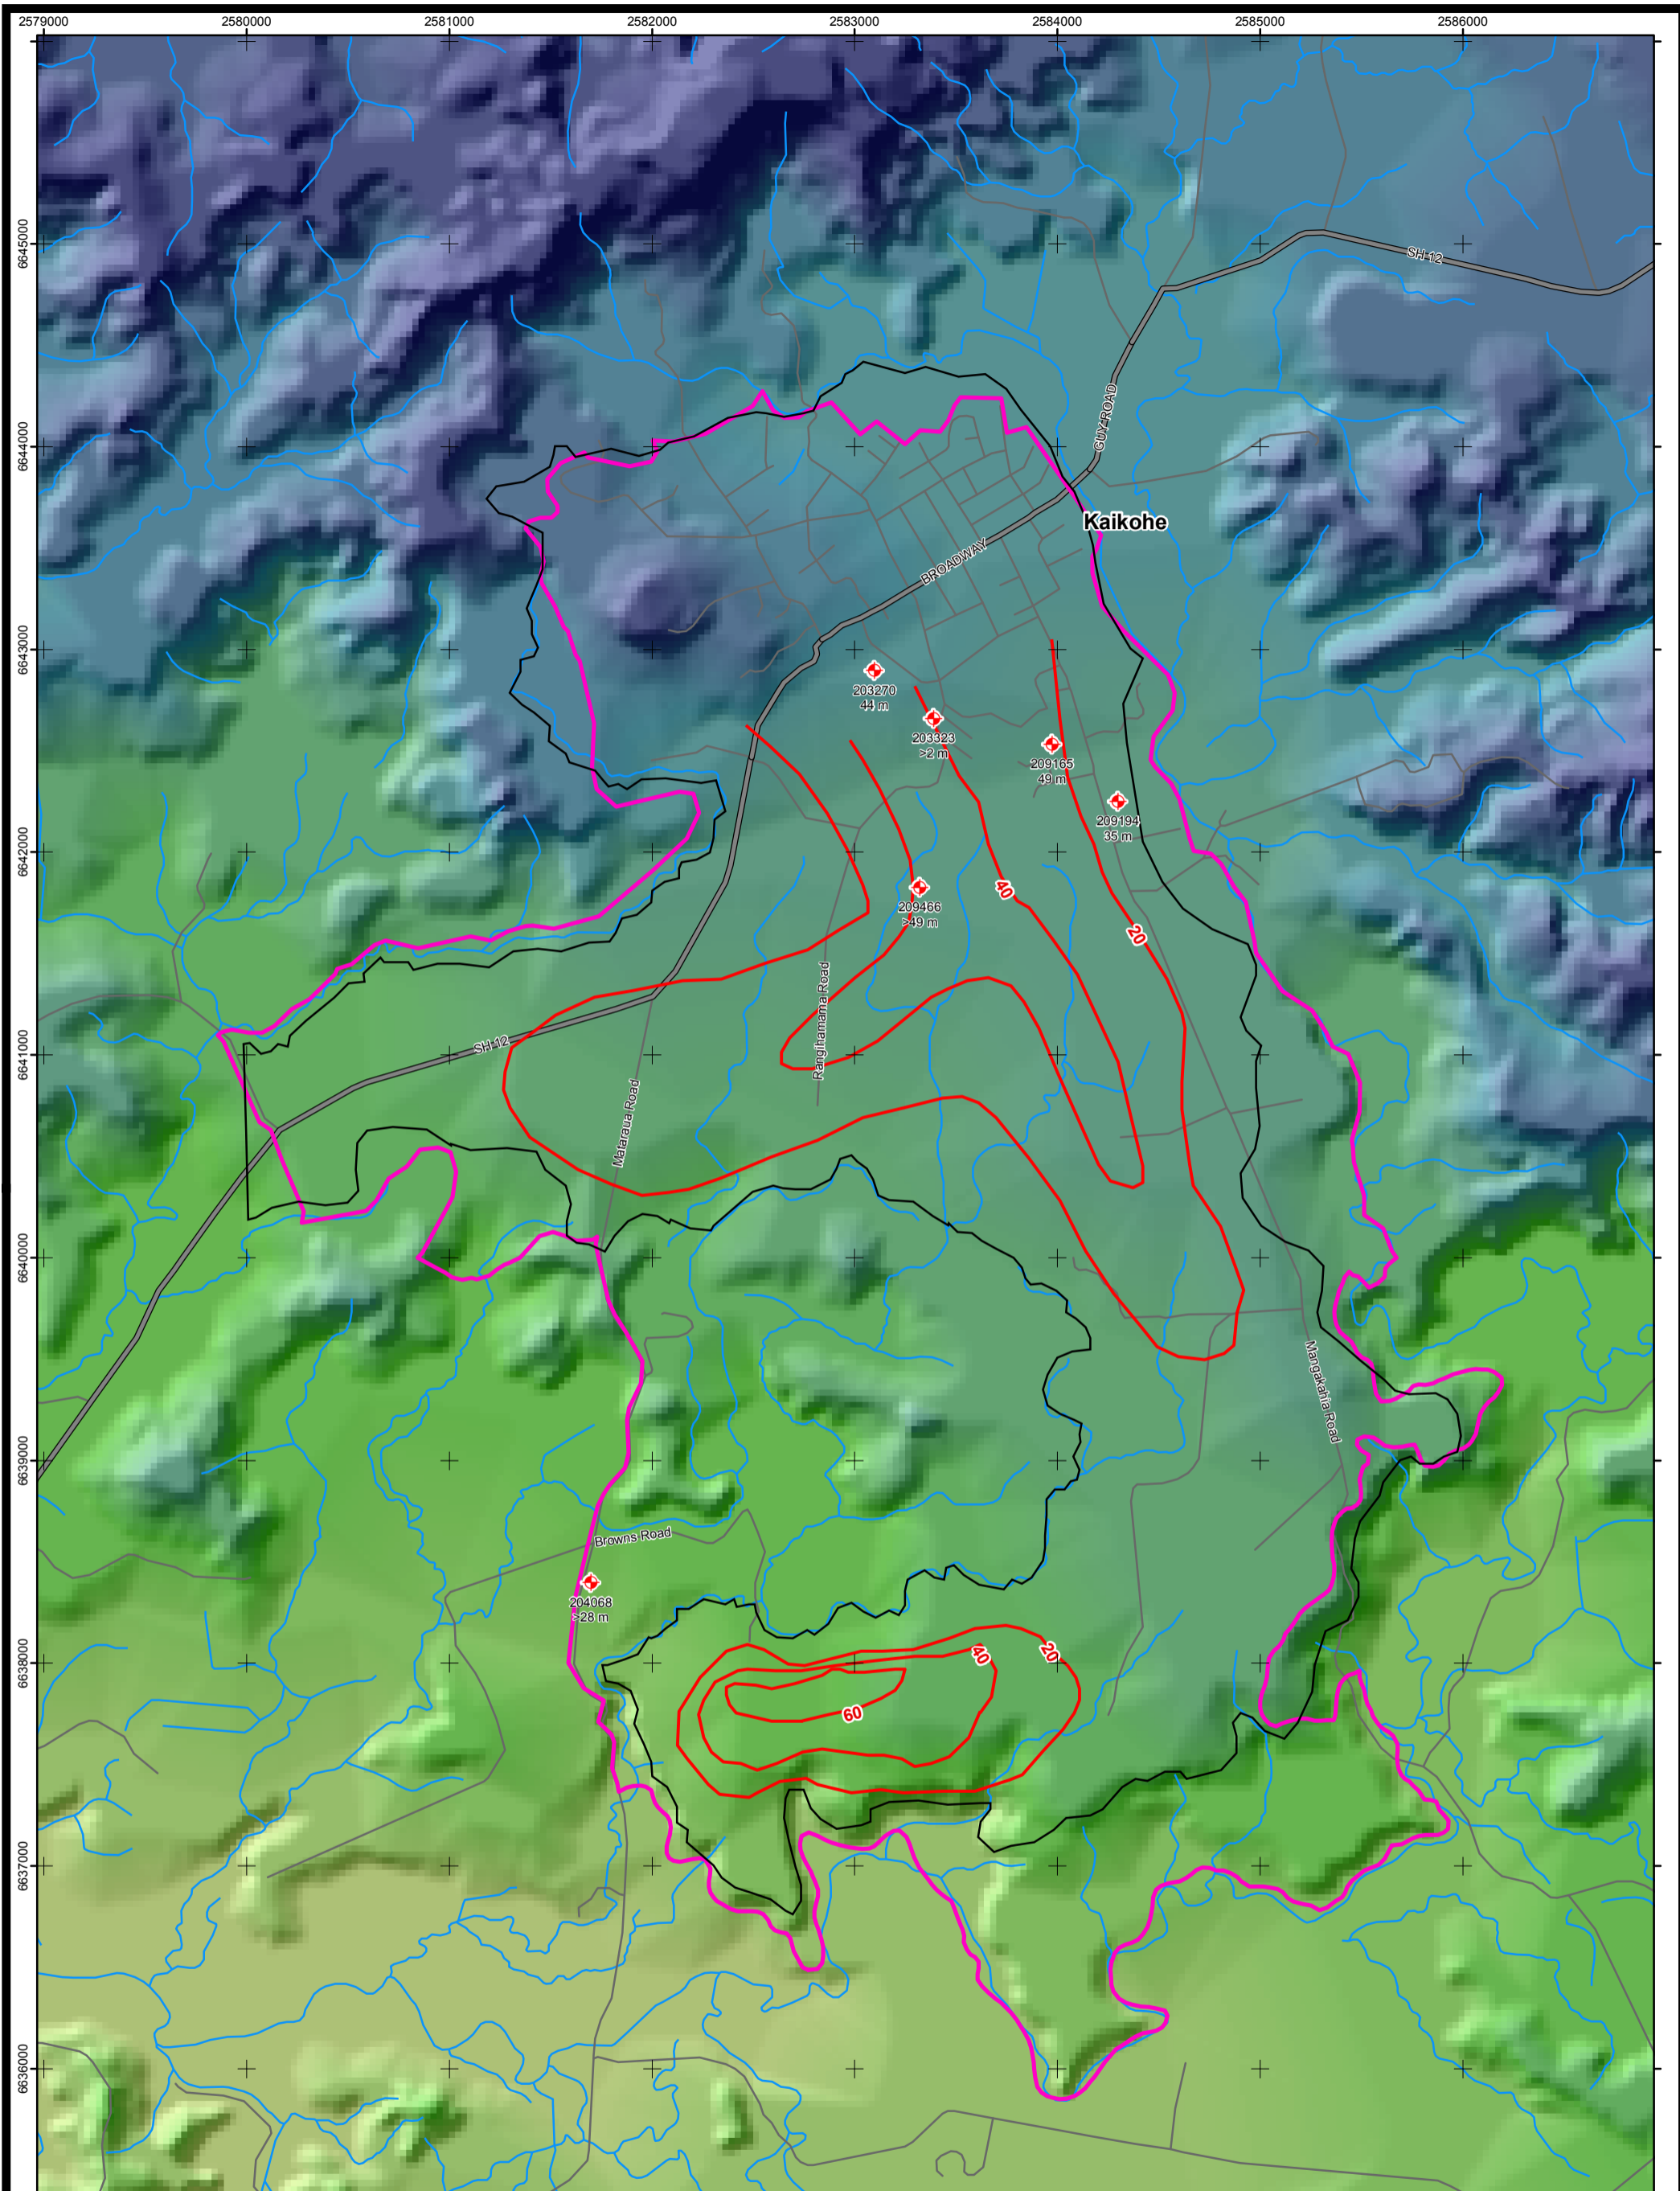 2579000 2580000 2581000 2582000 2583000 2584000 2585000 2586000
6645000
SH 12
GUY ROAD
6644000
Kaikohe
BROADWAY
6643000
203270
44 m
203323
>2 m
209165
49 m
209194
35 m
6642000
40
209466
>49 m
20
Rangihamama Road
SH 12
6641000
Mataraua Road
6640000
Mangakahia Road
6639000
Browns Road
204068
>28 m
6638000
40
20
60
6637000
6636000